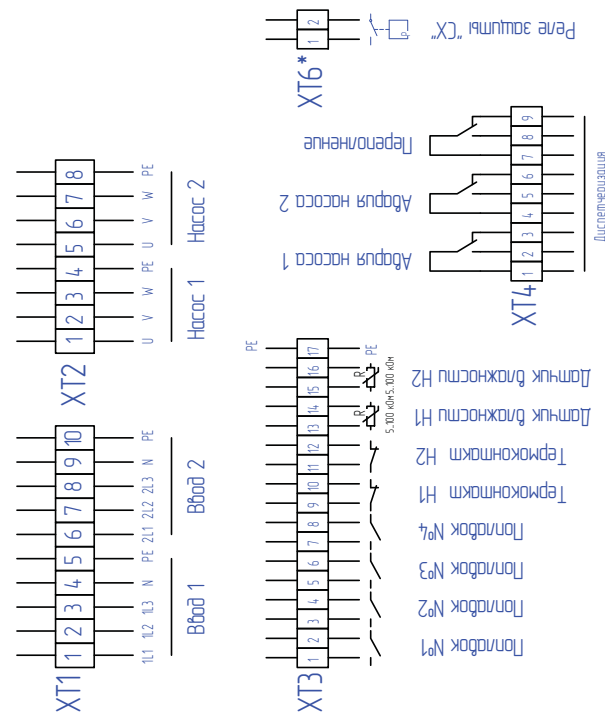 XT1
1 2 3 4 5 6 7 8 9 10
1L1 1L2 1L3 N PE 2L1 2L2 2L3 N PE
Ввод 1
Ввод 2
XT2
1 2 3 4 5 6 7 8
U V W PE U V W PE
Насос 1
Насос 2
XT3
1 2 3 4 5 6 7 8 9 10 11 12 13 14 15 16 17
PE
PE
Поплавок №1
Поплавок №2
Поплавок №3
Поплавок №4
Термоконтакт Н1
Термоконтакт Н2
R
5..100 кОм
Датчик влажности Н1
R
5..100 кОм
Датчик влажности Н2
XT4
1 2 3 4 5 6 7 8 9
Авария насоса 1
Авария насоса 2
Переполнение
Диспетчеризация
XT6*
1 2
P
Реле защиты "СХ"